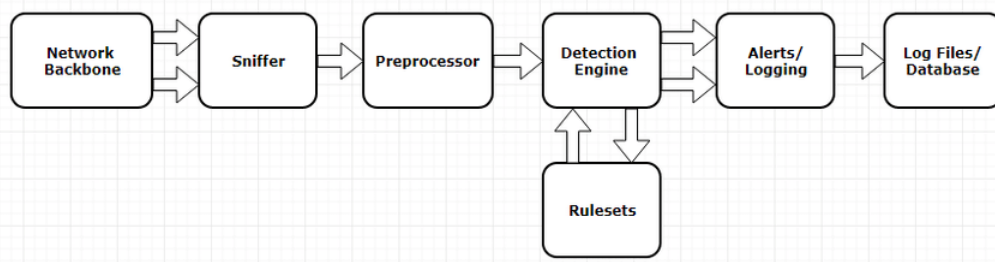 Network
Backbone
Sniffer
Preprocessor
Detection
Engine
Alerts/
Logging
Log Files/
Database
Rulesets